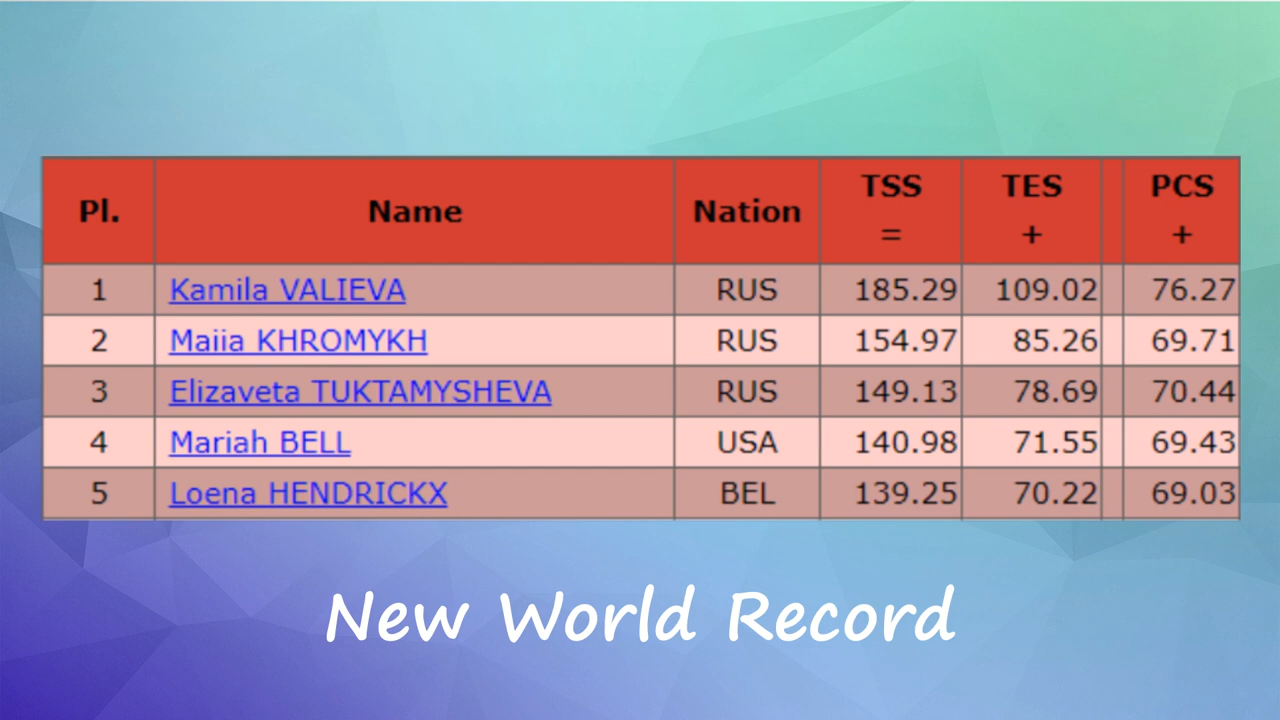 Pl. Name Nation TSS = TES + PCS +
1 Kamila VALIEVA RUS 185.29 109.02 76.27
2 Maiia KHROMYKH RUS 154.97 85.26 69.71
3 Elizaveta TUKTAMYSHEVA RUS 149.13 78.69 70.44
4 Mariah BELL USA 140.98 71.55 69.43
5 Loena HENDRICKX BEL 139.25 70.22 69.03
New World Record